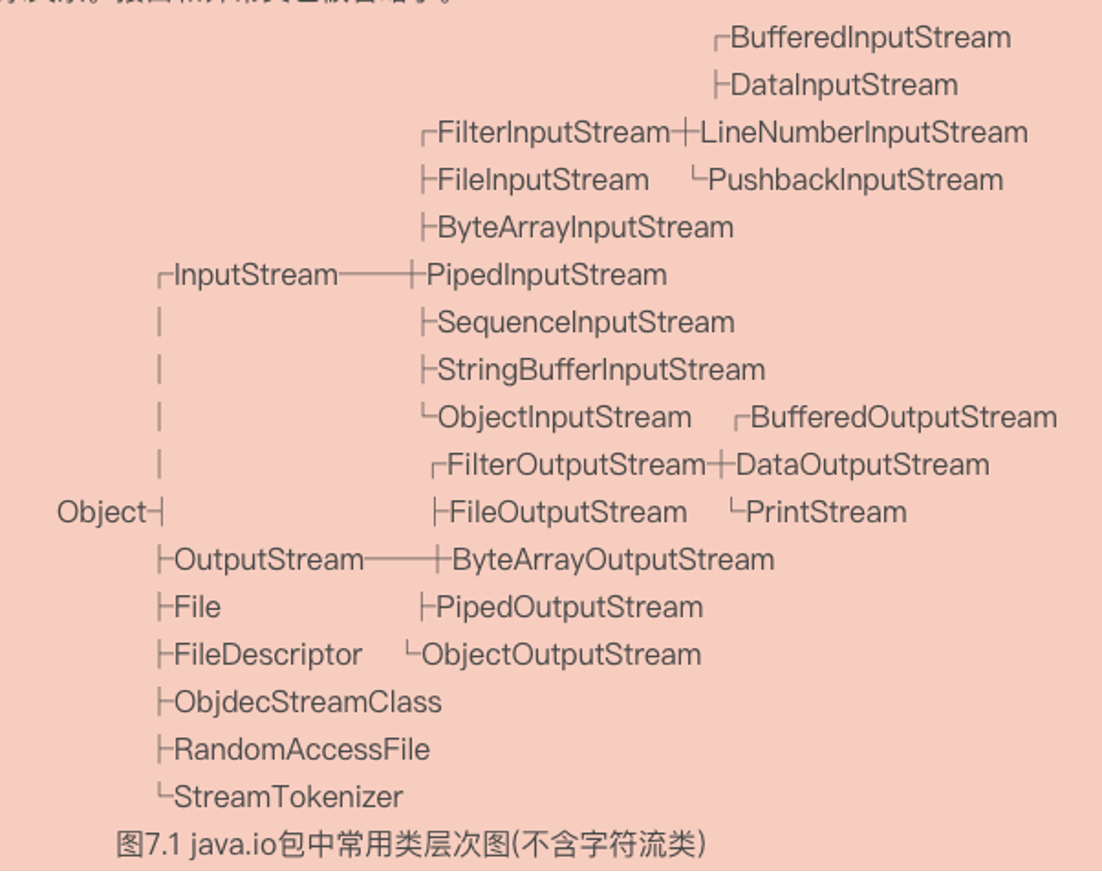 ┌BufferedInputStream
├DataInputStream
┌FilterInputStream┼LineNumberInputStream
├FileInputStream └PushbackInputStream
├ByteArrayInputStream
┌InputStream────┼PipedInputStream
│ ├SequenceInputStream
│ ├StringBufferInputStream
│ └ObjectInputStream ┌BufferedOutputStream
│ ┌FilterOutputStream┼DataOutputStream
Object┤ ├FileOutputStream └PrintStream
├OutputStream────┼ByteArrayOutputStream
├File ├PipedOutputStream
├FileDescriptor └ObjectOutputStream
├ObjdecStreamClass
├RandomAccessFile
└StreamTokenizer
图7.1 java.io包中常用类层次图(不含字符流类)